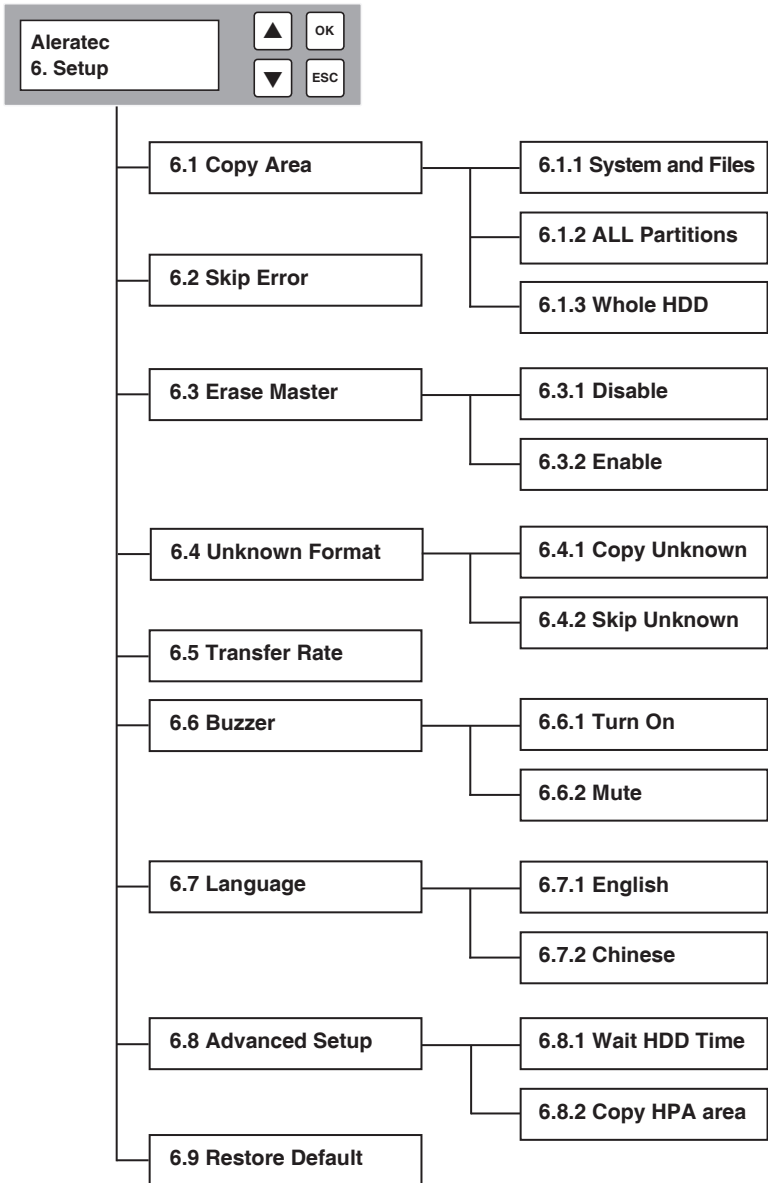 Aleratec
6. Setup
OK
ESC
6.1 Copy Area
6.1.1 System and Files
6.1.2 ALL Partitions
6.1.3 Whole HDD
6.2 Skip Error
6.3 Erase Master
6.3.1 Disable
6.3.2 Enable
6.4 Unknown Format
6.4.1 Copy Unknown
6.4.2 Skip Unknown
6.5 Transfer Rate
6.6 Buzzer
6.6.1 Turn On
6.6.2 Mute
6.7 Language
6.7.1 English
6.7.2 Chinese
6.8 Advanced Setup
6.8.1 Wait HDD Time
6.8.2 Copy HPA area
6.9 Restore Default